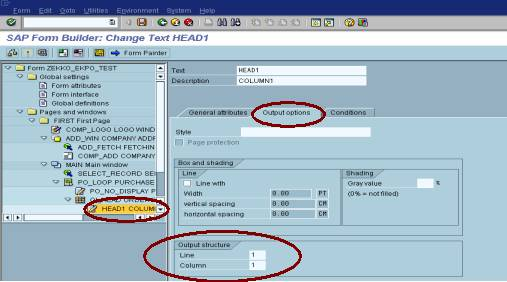 Form Edit Goto Utilities Environment System Help
SAP Form Builder: Change Text HEAD1
Form Painter
Form ZEKKO_EKPO_TEST
Global settings
Form attributes
Form interface
Global definitions
Pages and windows
FIRST First Page
COMP_LOGO LOGO WIND
ADD_WIN COMPANY ADDR
ADD_FETCH FETCHIN
COMP_ADD COMPANY
MAIN Main window
SELECT_RECORD SEL
PO_LOOP PURCHASE
PO_NO_DISPLAY P
HEAD1 COLUM
Text HEAD1
Description COLUMN1
General attributes Output options Conditions
Style
Page protection
Box and shading
Line
Line with
Width 0.00 PT
vertical spacing 0.00 CM
horizontal spacing 0.00 CM
Shading
Gray value %
(0% = not filled)
Output structure
Line 1
Column 1